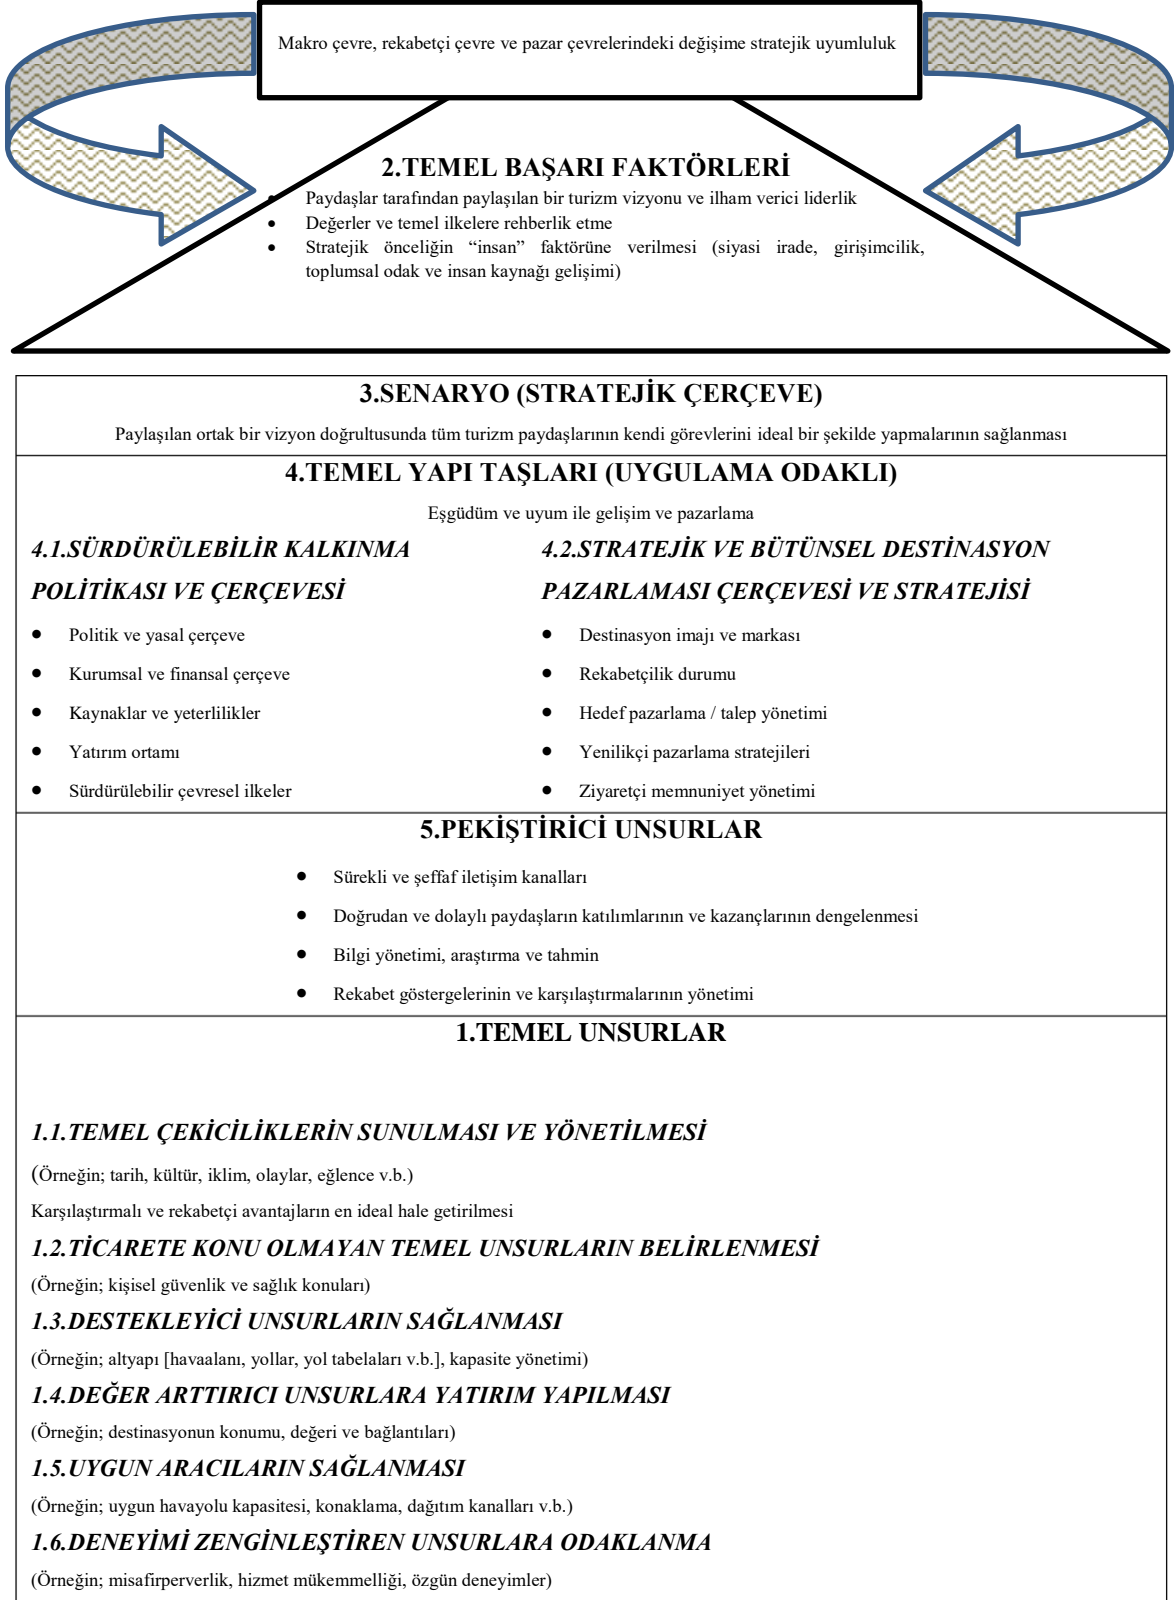 Makro çevre, rekabetçi çevre ve pazar çevrelerindeki değişime stratejik uyumluluk
2.TEMEL BAŞARI FAKTÖRLERİ
• Paydaşlar tarafından paylaşılan bir turizm vizyonu ve ilham verici liderlik
• Değerler ve temel ilkelere rehberlik etme
• Stratejik önceliğin “insan” faktörüne verilmesi (siyasi irade, girişimcilik,
toplumsal odak ve insan kaynağı gelişimi)
3.SENARYO (STRATEJİK ÇERÇEVE)
Paylaşılan ortak bir vizyon doğrultusunda tüm turizm paydaşlarının kendi görevlerini ideal bir şekilde yapmalarının sağlanması
4.TEMEL YAPI TAŞLARI (UYGULAMA ODAKLI)
Eşgüdüm ve uyum ile gelişim ve pazarlama
4.1.SÜRDÜRÜLEBİLİR KALKINMA
POLİTİKASI VE ÇERÇEVESİ
• Politik ve yasal çerçeve
• Kurumsal ve finansal çerçeve
• Kaynaklar ve yeterlilikler
• Yatırım ortamı
• Sürdürülebilir çevresel ilkeler
4.2.STRATEJİK VE BÜTÜNSEL DESTİNASYON
PAZARLAMASI ÇERÇEVESİ VE STRATEJİSİ
• Destinasyon imajı ve markası
• Rekabetçilik durumu
• Hedef pazarlama / talep yönetimi
• Yenilikçi pazarlama stratejileri
• Ziyaretçi memnuniyet yönetimi
5.PEKİŞTİRİCİ UNSURLAR
• Sürekli ve şeffaf iletişim kanalları
• Doğrudan ve dolaylı paydaşların katılımlarının ve kazançlarının dengelenmesi
• Bilgi yönetimi, araştırma ve tahmin
• Rekabet göstergelerinin ve karşılaştırmalarının yönetimi
1.TEMEL UNSURLAR
1.1.TEMEL ÇEKİCİLİKLERİN SUNULMASI VE YÖNETİLMESİ
(Örneğin; tarih, kültür, iklim, olaylar, eğlence v.b.)
Karşılaştırmalı ve rekabetçi avantajların en ideal hale getirilmesi
1.2.TİCARETE KONU OLMAYAN TEMEL UNSURLARIN BELİRLENMESİ
(Örneğin; kişisel güvenlik ve sağlık konuları)
1.3.DESTEKLEYİCİ UNSURLARIN SAĞLANMASI
(Örneğin; altyapı [havaalanı, yollar, yol tabelaları v.b.], kapasite yönetimi)
1.4.DEĞER ARTTIRICI UNSURLARA YATIRIM YAPILMASI
(Örneğin; destinasyonun konumu, değeri ve bağlantıları)
1.5.UYGUN ARACILARIN SAĞLANMASI
(Örneğin; uygun havayolu kapasitesi, konaklama, dağıtım kanalları v.b.)
1.6.DENEYİMİ ZENGİNLEŞTİREN UNSURLARA ODAKLANMA
(Örneğin; misafirperverlik, hizmet mükemmelliği, özgün deneyimler)